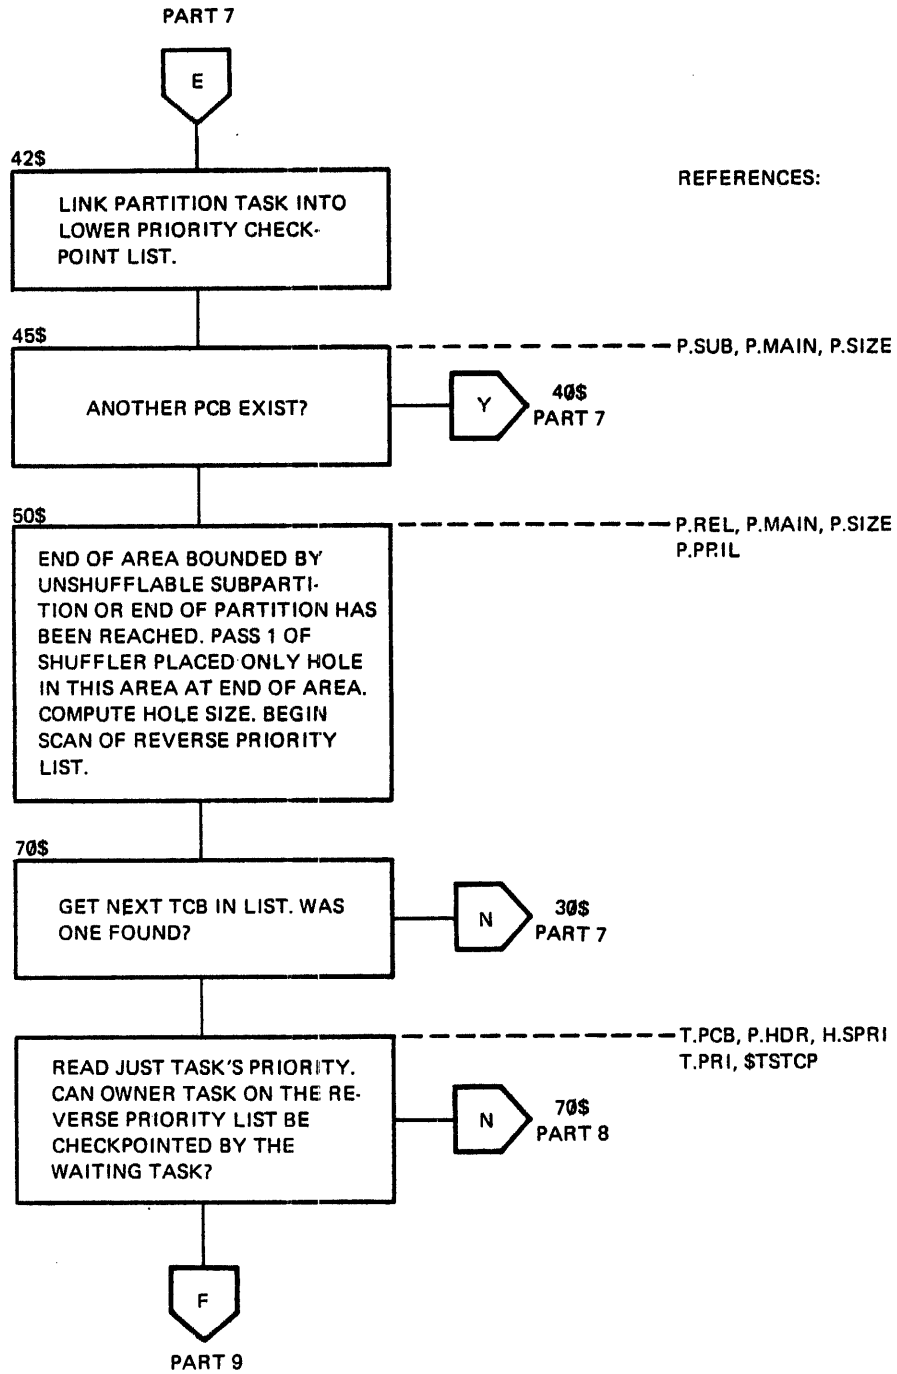 PART 7
E
42$
REFERENCES:
LINK PARTITION TASK INTO
LOWER PRIORITY CHECK-
POINT LIST.
45$
P.SUB, P.MAIN, P.SIZE
ANOTHER PCB EXIST?
Y
40$
PART 7
50$
P.REL, P.MAIN, P.SIZE
P.PRIL
END OF AREA BOUNDED BY
UNSHUFFLABLE SUBPARTI-
TION OR END OF PARTITION HAS
BEEN REACHED. PASS 1 OF
SHUFFLER PLACED ONLY HOLE
IN THIS AREA AT END OF AREA.
COMPUTE HOLE SIZE. BEGIN
SCAN OF REVERSE PRIORITY
LIST.
70$
GET NEXT TCB IN LIST. WAS
ONE FOUND?
N
30$
PART 7
T.PCB, P.HDR, H.SPRI
T.PRI, $TSTCP
READ JUST TASK'S PRIORITY.
CAN OWNER TASK ON THE RE-
VERSE PRIORITY LIST BE
CHECKPOINTED BY THE
WAITING TASK?
N
70$
PART 8
F
PART 9